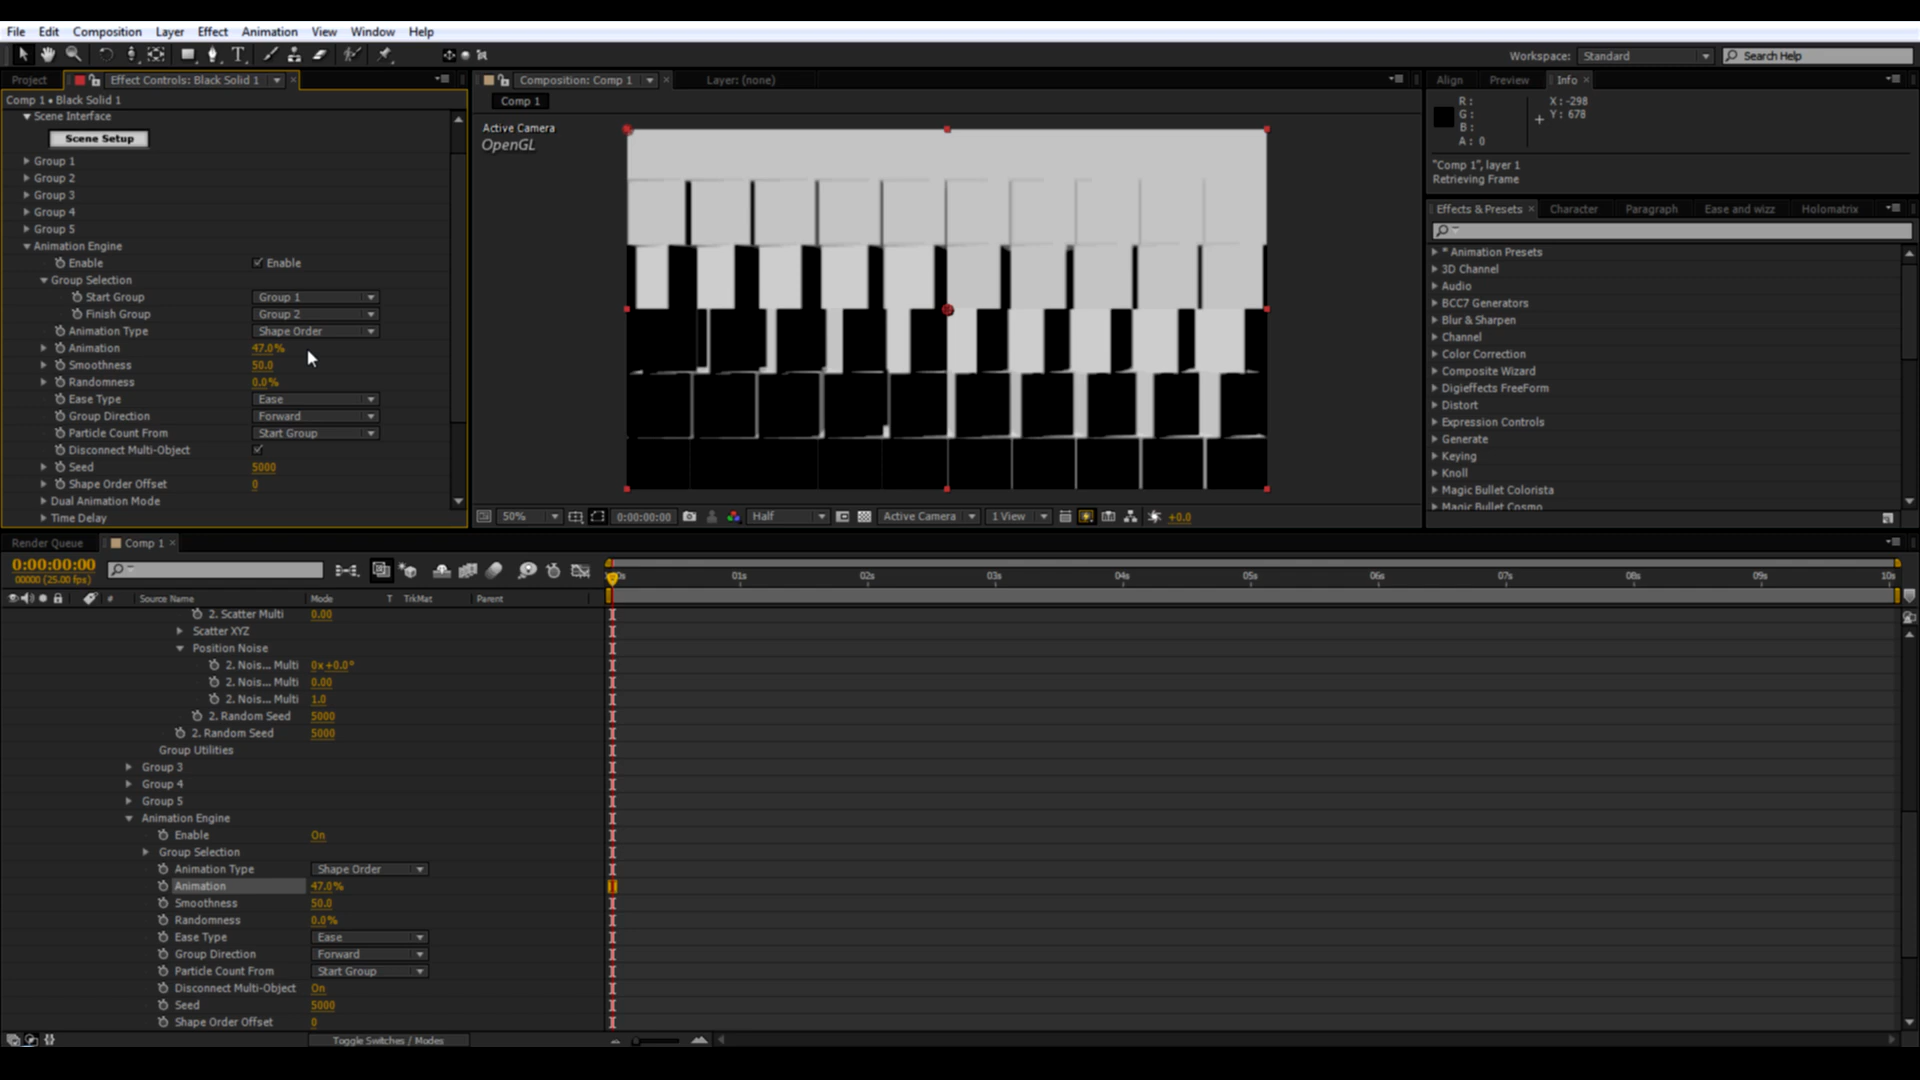 File Edit Composition Layer Effect Animation View Window Help
Workspace: Standard Search Help
Project Effect Controls: Black Solid 1
Comp 1 • Black Solid 1
Scene Interface
Scene Setup
Group 1
Group 2
Group 3
Group 4
Group 5
Animation Engine
Enable Enable
Group Selection
Start Group Group 1
Finish Group Group 2
Animation Type Shape Order
Animation 47.0%
Smoothness 50.0
Randomness 0.0%
Ease Type Ease
Group Direction Forward
Particle Count From Start Group
Disconnect Multi-Object
Seed 5000
Shape Order Offset 0
Dual Animation Mode
Time Delay
Composition: Comp 1 Layer: (none)
Comp 1
Active Camera
OpenGL
50% 0:00:00:00 Half Active Camera 1 View +0.0
Align Preview Info
R: X: -298
G: Y: 678
B:
A: 0
"Comp 1", layer 1
Retrieving Frame
Effects & Presets Character Paragraph Ease and wizz Holomatrix
* Animation Presets
3D Channel
Audio
BCC7 Generators
Blur & Sharpen
Channel
Color Correction
Composite Wizard
Digieffects FreeForm
Distort
Expression Controls
Generate
Keying
Knoll
Magic Bullet Colorista
Magic Bullet Cosmo
Render Queue Comp 1
0:00:00:00
00000 (25.00 fps)
01s 02s 03s 04s 05s 06s 07s 08s 09s 10s
# Source Name Mode T TrkMat Parent
2. Scatter Multi 0.00
Scatter XYZ
Position Noise
2. Nois... Multi 0x+0.0°
2. Nois... Multi 0.00
2. Nois... Multi 1.0
2. Random Seed 5000
2. Random Seed 5000
Group Utilities
Group 3
Group 4
Group 5
Animation Engine
Enable On
Group Selection
Animation Type Shape Order
Animation 47.0%
Smoothness 50.0
Randomness 0.0%
Ease Type Ease
Group Direction Forward
Particle Count From Start Group
Disconnect Multi-Object On
Seed 5000
Shape Order Offset 0
Toggle Switches / Modes